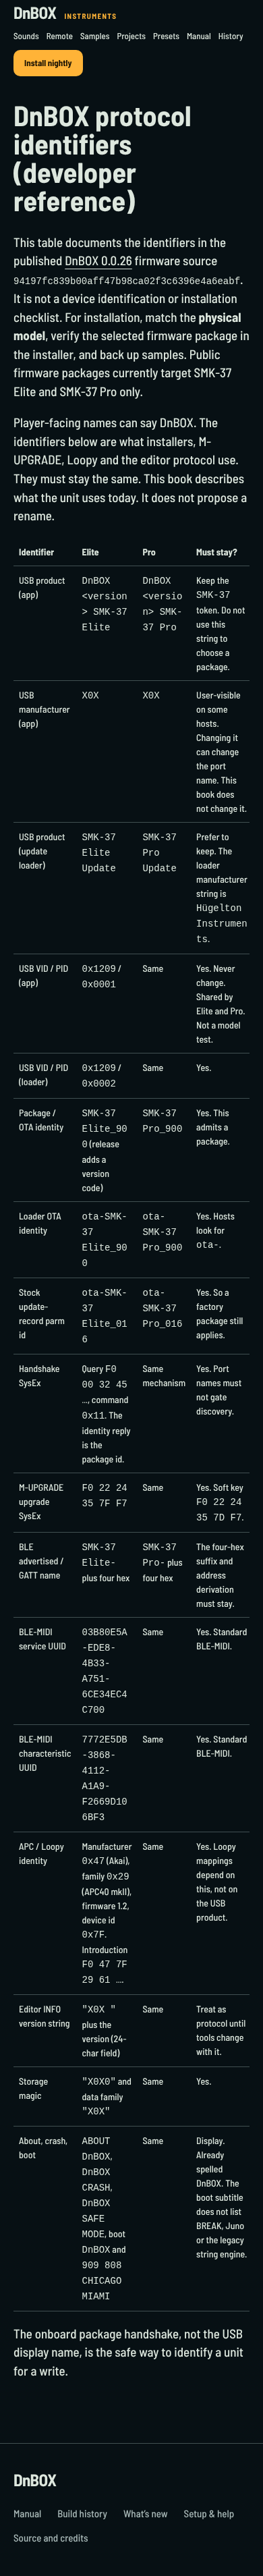 DnBOX INSTRUMENTS
Sounds Remote Samples Projects Presets Manual History
Install nightly
DnBOX protocol
identifiers
(developer
reference)
This table documents the identifiers in the
published DnBOX 0.0.26 firmware source
94197fc839b00aff47b98ca02f3c6396e4a6eabf.
It is not a device identification or installation
checklist. For installation, match the physical
model, verify the selected firmware package in
the installer, and back up samples. Public
firmware packages currently target SMK-37
Elite and SMK-37 Pro only.
Player-facing names can say DnBOX. The
identifiers below are what installers, M-
UPGRADE, Loopy and the editor protocol use.
They must stay the same. This book describes
what the unit uses today. It does not propose a
rename.
Identifier Elite Pro Must stay?
USB product (app) DnBOX <version> SMK-37 Elite DnBOX <version> SMK-37 Pro Keep the SMK-37 token. Do not use this string to choose a package.
USB manufacturer (app) X0X X0X User-visible on some hosts. Changing it can change the port name. This book does not change it.
USB product (update loader) SMK-37 Elite Update SMK-37 Pro Update Prefer to keep. The loader manufacturer string is Hügelton Instruments.
USB VID / PID (app) 0x1209 / 0x0001 Same Yes. Never change. Shared by Elite and Pro. Not a model test.
USB VID / PID (loader) 0x1209 / 0x0002 Same Yes.
Package / OTA identity SMK-37 Elite_900 (release adds a version code) SMK-37 Pro_900 Yes. This admits a package.
Loader OTA identity ota-SMK-37 Elite_900 ota-SMK-37 Pro_900 Yes. Hosts look for ota-.
Stock update-record parm id ota-SMK-37 Elite_016 ota-SMK-37 Pro_016 Yes. So a factory package still applies.
Handshake SysEx Query F0 00 32 45 …, command 0x11. The identity reply is the package id. Same mechanism Yes. Port names must not gate discovery.
M-UPGRADE upgrade SysEx F0 22 24 35 7F F7 Same Yes. Soft key F0 22 24 35 7D F7.
BLE advertised / GATT name SMK-37 Elite- plus four hex SMK-37 Pro- plus four hex The four-hex suffix and address derivation must stay.
BLE-MIDI service UUID 03B80E5A-EDE8-4B33-A751-6CE34EC4C700 Same Yes. Standard BLE-MIDI.
BLE-MIDI characteristic UUID 7772E5DB-3868-4112-A1A9-F2669D106BF3 Same Yes. Standard BLE-MIDI.
APC / Loopy identity Manufacturer 0x47 (Akai), family 0x29 (APC40 mkII), firmware 1.2, device id 0x7F. Introduction F0 47 7F 29 61 …. Same Yes. Loopy mappings depend on this, not on the USB product.
Editor INFO version string "X0X " plus the version (24-char field) Same Treat as protocol until tools change with it.
Storage magic "X0X0" and data family "X0X" Same Yes.
About, crash, boot ABOUT DnBOX, DnBOX CRASH, DnBOX SAFE MODE, boot DnBOX and 909 808 CHICAGO MIAMI Same Display. Already spelled DnBOX. The boot subtitle does not list BREAK, Juno or the legacy string engine.
The onboard package handshake, not the USB
display name, is the safe way to identify a unit
for a write.
DnBOX
Manual Build history What's new Setup & help
Source and credits